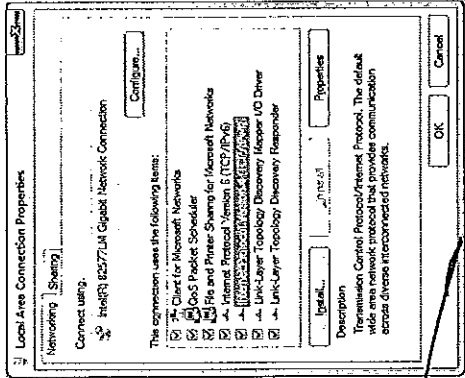 Local Area Connection Properties
Networking Sharing
Connect using:
Intel(R) 82577LM Gigabit Network Connection
Configure...
This connection uses the following items:
Client for Microsoft Networks
QoS Packet Scheduler
File and Printer Sharing for Microsoft Networks
Internet Protocol Version 6 (TCP/IPv6)
Link-Layer Topology Discovery Mapper I/O Driver
Link-Layer Topology Discovery Responder
Install... Uninstall Properties
Description
Transmission Control Protocol/Internet Protocol. The default
wide area network protocol that provides communication
across diverse interconnected networks.
OK Cancel